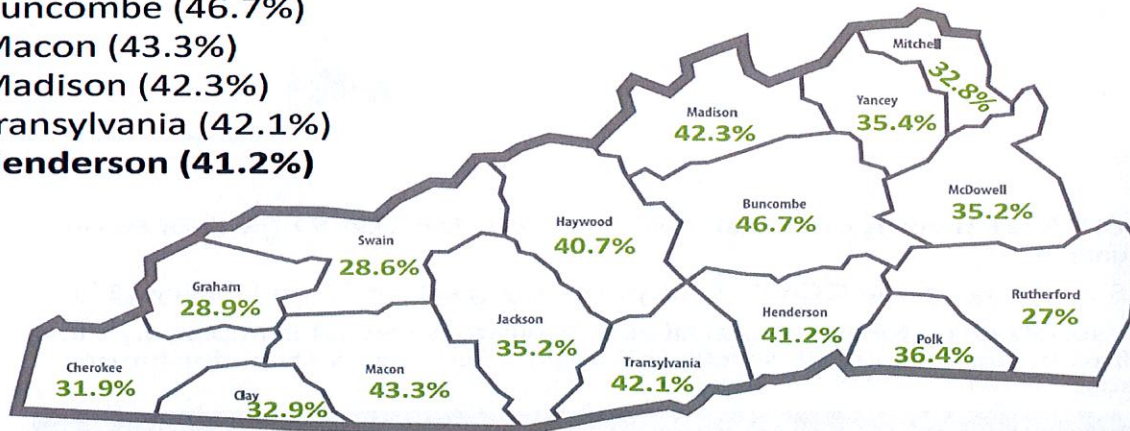 uncombe (46.7%)
Macon (43.3%)
Madison (42.3%)
ransylvania (42.1%)
enderson (41.2%)
Mitchell
32.8%
Madison
42.3%
Yancey
35.4%
McDowell
35.2%
Buncombe
46.7%
Haywood
40.7%
Swain
28.6%
Graham
28.9%
Jackson
35.2%
Henderson
41.2%
Rutherford
27%
Polk
36.4%
Cherokee
31.9%
Clay
32.9%
Macon
43.3%
Transylvania
42.1%